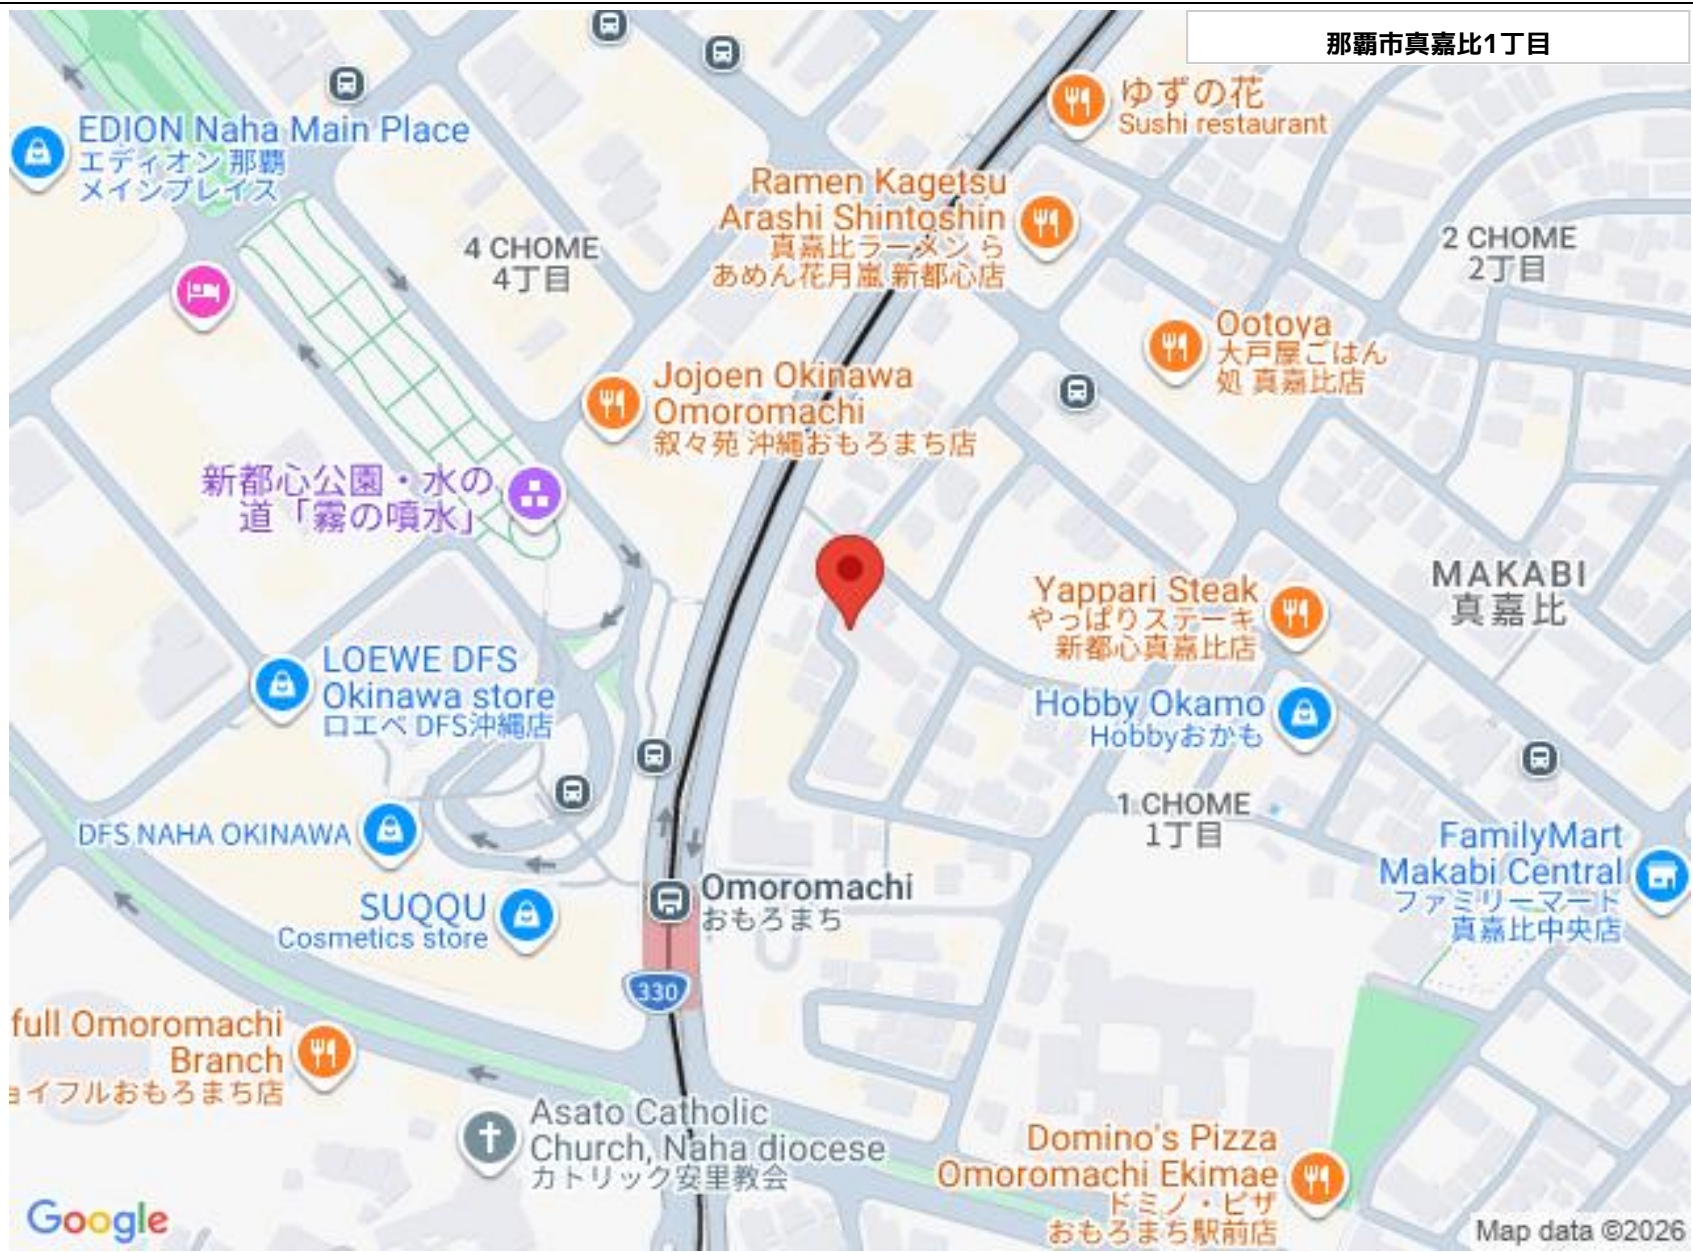 那覇市真嘉比1丁目
EDION Naha Main Place
エディオン 那覇
メインプレイス
ゆずの花
Sushi restaurant
Ramen Kagetsu
Arashi Shintoshin
真嘉比ラーメン ら
あめん花月嵐 新都心店
4 CHOME
4丁目
2 CHOME
2丁目
Ootoya
大戸屋ごはん
処 真嘉比店
Jojoen Okinawa
Omoromachi
叙々苑 沖縄おもろまち店
新都心公園・水の
道「霧の噴水」
Yappari Steak
やっぱりステーキ
新都心真嘉比店
MAKABI
真嘉比
LOEWE DFS
Okinawa store
ロエベ DFS沖縄店
Hobby Okamo
Hobbyおかも
1 CHOME
1丁目
DFS NAHA OKINAWA
FamilyMart
Makabi Central
ファミリーマート
真嘉比中央店
Omoromachi
おもろまち
SUQQU
Cosmetics store
330
full Omoromachi
Branch
ョイフルおもろまち店
Asato Catholic
Church, Naha diocese
カトリック安里教会
Domino's Pizza
Omoromachi Ekimae
ドミノ・ピザ
おもろまち駅前店
Google
Map data ©2026